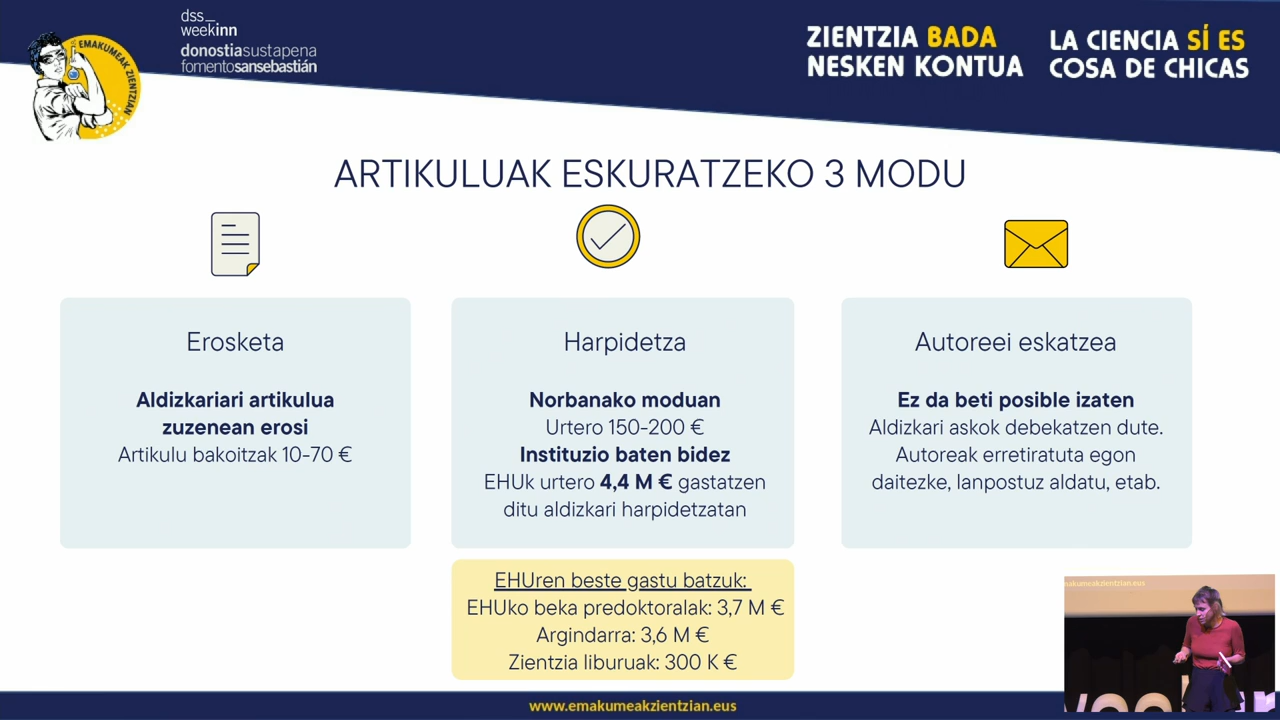 dss_
weekinn
donostiasustapena
fomentosansebastián
EMAKUMEAK ZIENTZIAN
ZIENTZIA BADA
NESKEN KONTUA
LA CIENCIA SÍ ES
COSA DE CHICAS
ARTIKULUAK ESKURATZEKO 3 MODU
Erosketa
Aldizkariari artikulua
zuzenean erosi
Artikulu bakoitzak 10-70 €
Harpidetza
Norbanako moduan
Urtero 150-200 €
Instituzio baten bidez
EHUk urtero 4,4 M € gastatzen
ditu aldizkari harpidetzatan
Autoreei eskatzea
Ez da beti posible izaten
Aldizkari askok debekatzen dute.
Autoreak erretiratuta egon
daitezke, lanpostuz aldatu, etab.
EHUren beste gastu batzuk:
EHUko beka predoktoralak: 3,7 M €
Argindarra: 3,6 M €
Zientzia liburuak: 300 K €
makumeakzientzian.eus
www.emakumeakzientzian.eus